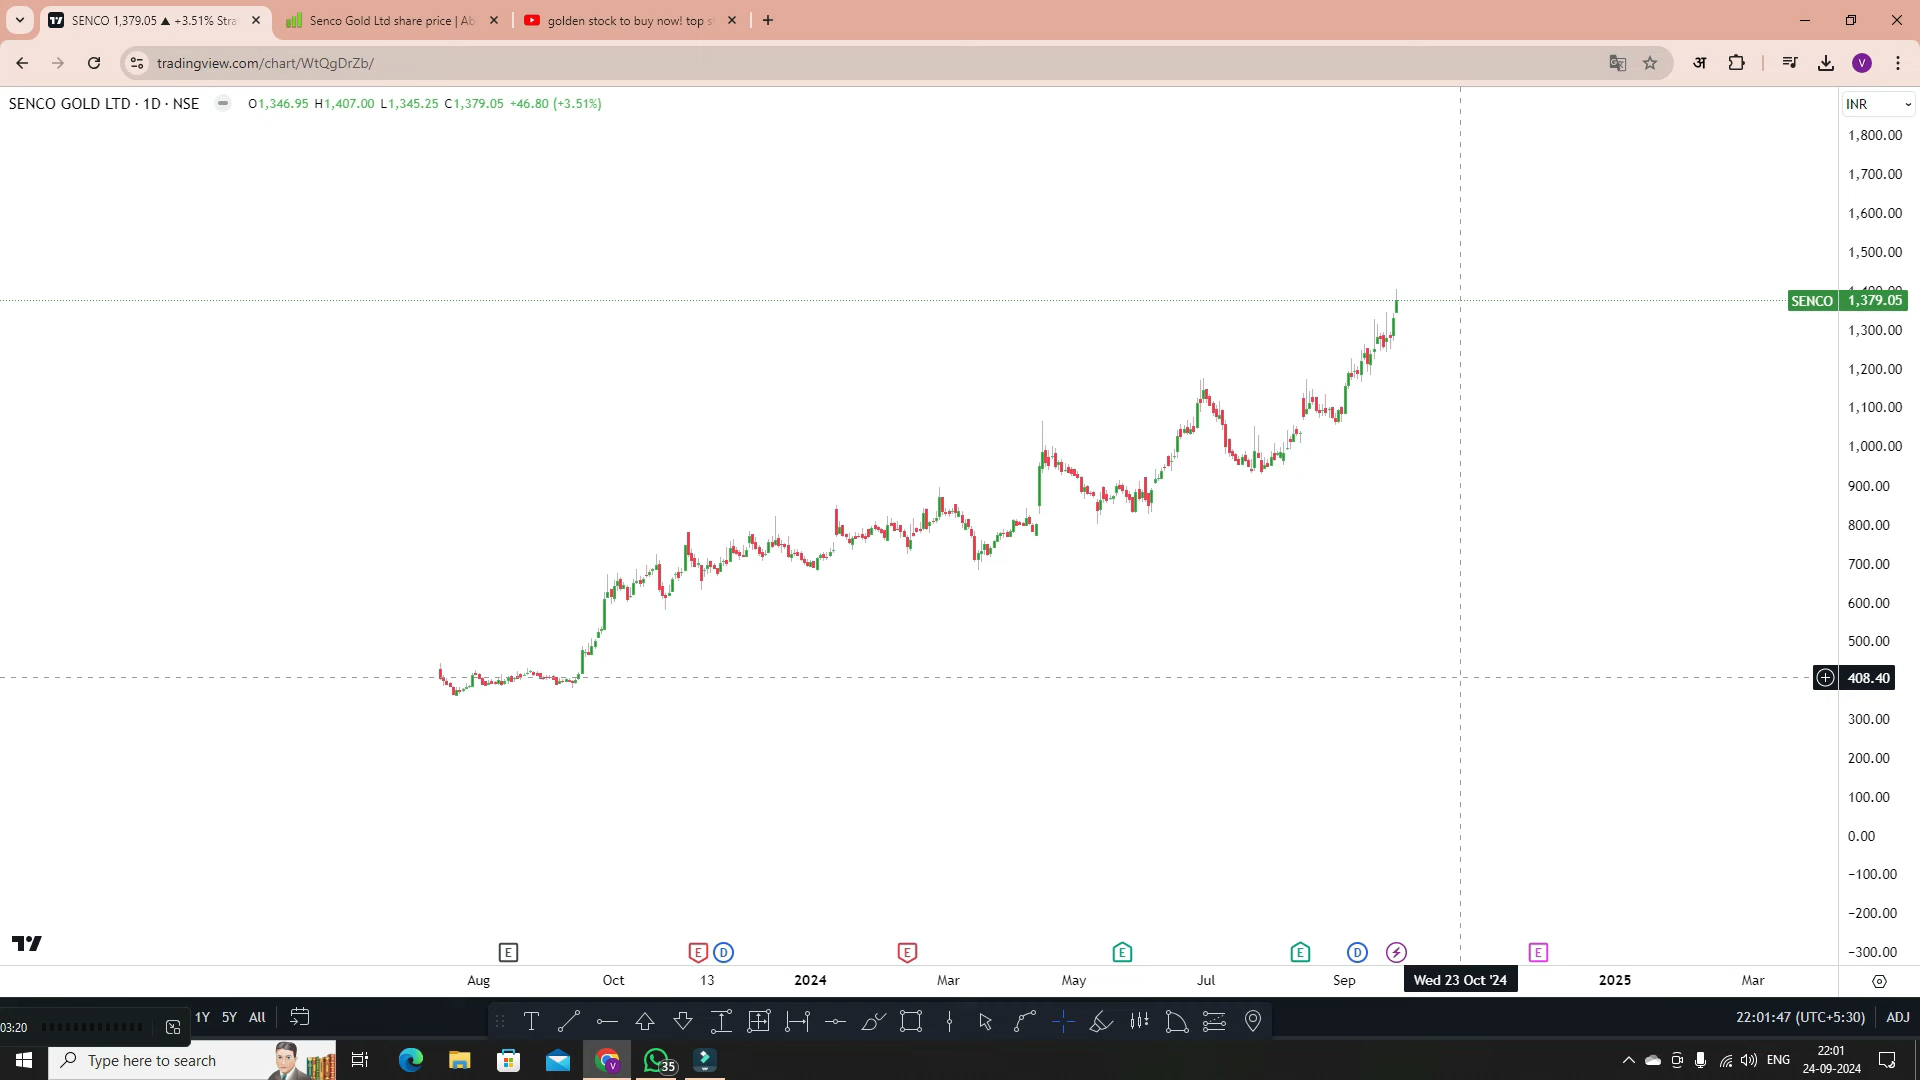 SENCO 1,379.05 ▲ +3.51% Stra
Senco Gold Ltd share price | Ab
golden stock to buy now! top s
tradingview.com/chart/WtQgDrZb/
अ
V
SENCO GOLD LTD · 1D · NSE O1,346.95 H1,407.00 L1,345.25 C1,379.05 +46.80 (+3.51%)
INR
1,800.00
1,700.00
1,600.00
1,500.00
1,400.00
SENCO 1,379.05
1,300.00
1,200.00
1,100.00
1,000.00
900.00
800.00
700.00
600.00
500.00
408.40
300.00
200.00
100.00
0.00
−100.00
−200.00
−300.00
E E D E E E D E
Aug Oct 13 2024 Mar May Jul Sep Wed 23 Oct '24 2025 Mar
03:20 1Y 5Y All T 22:01:47 (UTC+5:30) ADJ
Type here to search 35 ENG 22:01
24-09-2024